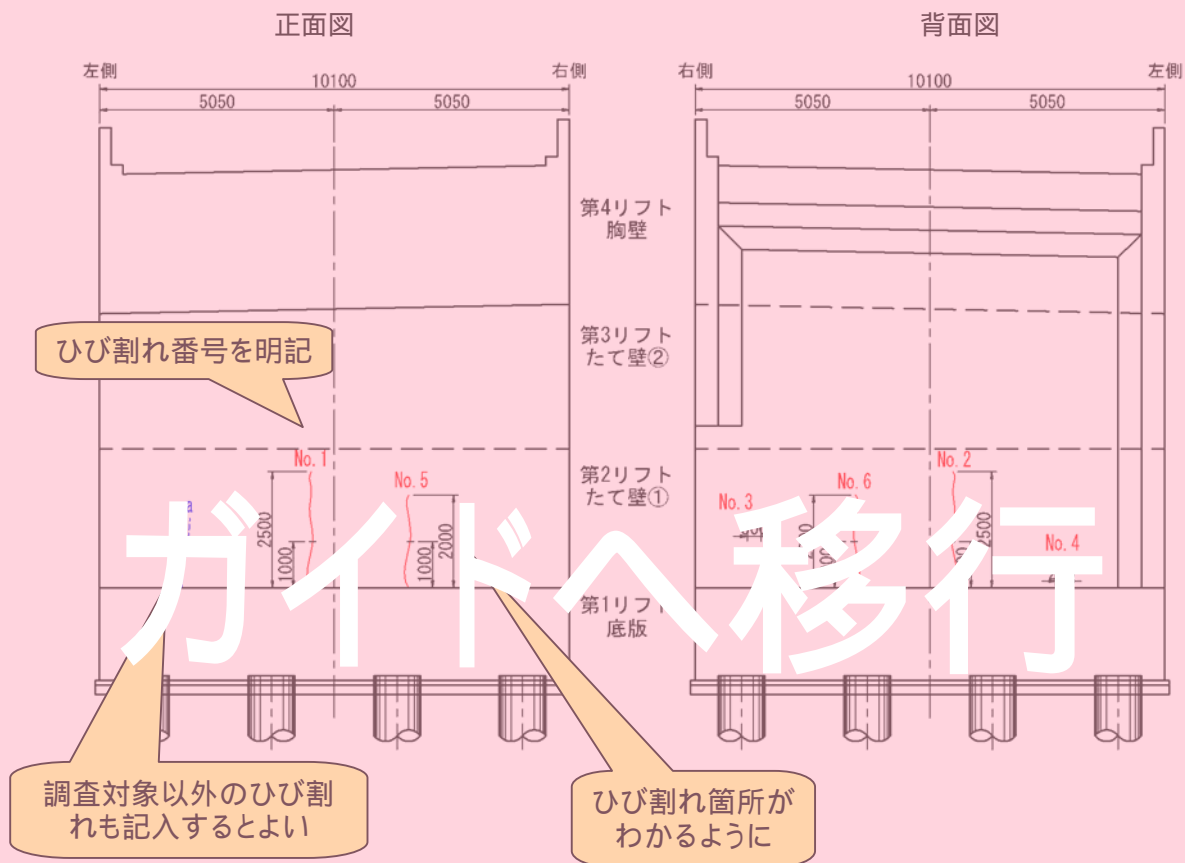 正面図
背面図
左側
10100
右側
5050
5050
右側
10100
左側
5050
5050
第4リフト
胸壁
ひび割れ番号を明記
第3リフト
たて壁②
第2リフト
たて壁①
No. 1
No. 5
2500
1000
1000
2000
No. 3
No. 6
No. 2
No. 4
2500
ガイドへ移行
第1リフト
底版
調査対象以外のひび割
れも記入するとよい
ひび割れ箇所が
わかるように